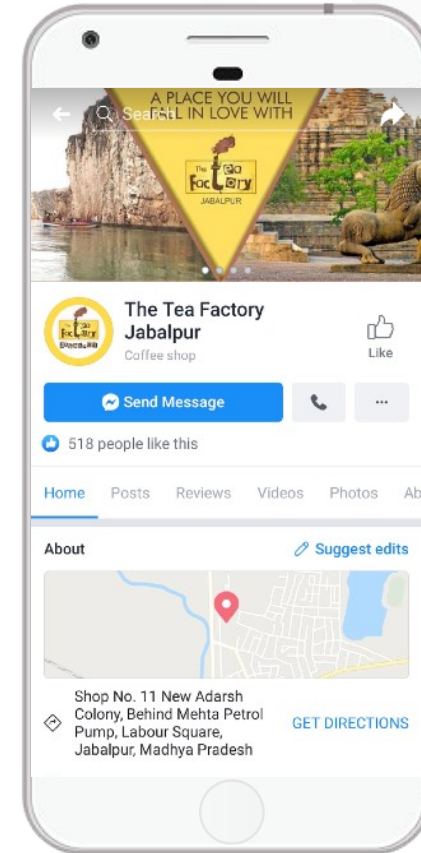 A PLACE YOU WILL
FALL IN LOVE WITH
Search
The Tea
Factory
JABALPUR
The Tea Factory
Jabalpur
Coffee shop
Like
Send Message
518 people like this
Home Posts Reviews Videos Photos Ab
About
Suggest edits
Shop No. 11 New Adarsh
Colony, Behind Mehta Petrol
Pump, Labour Square,
Jabalpur, Madhya Pradesh
GET DIRECTIONS